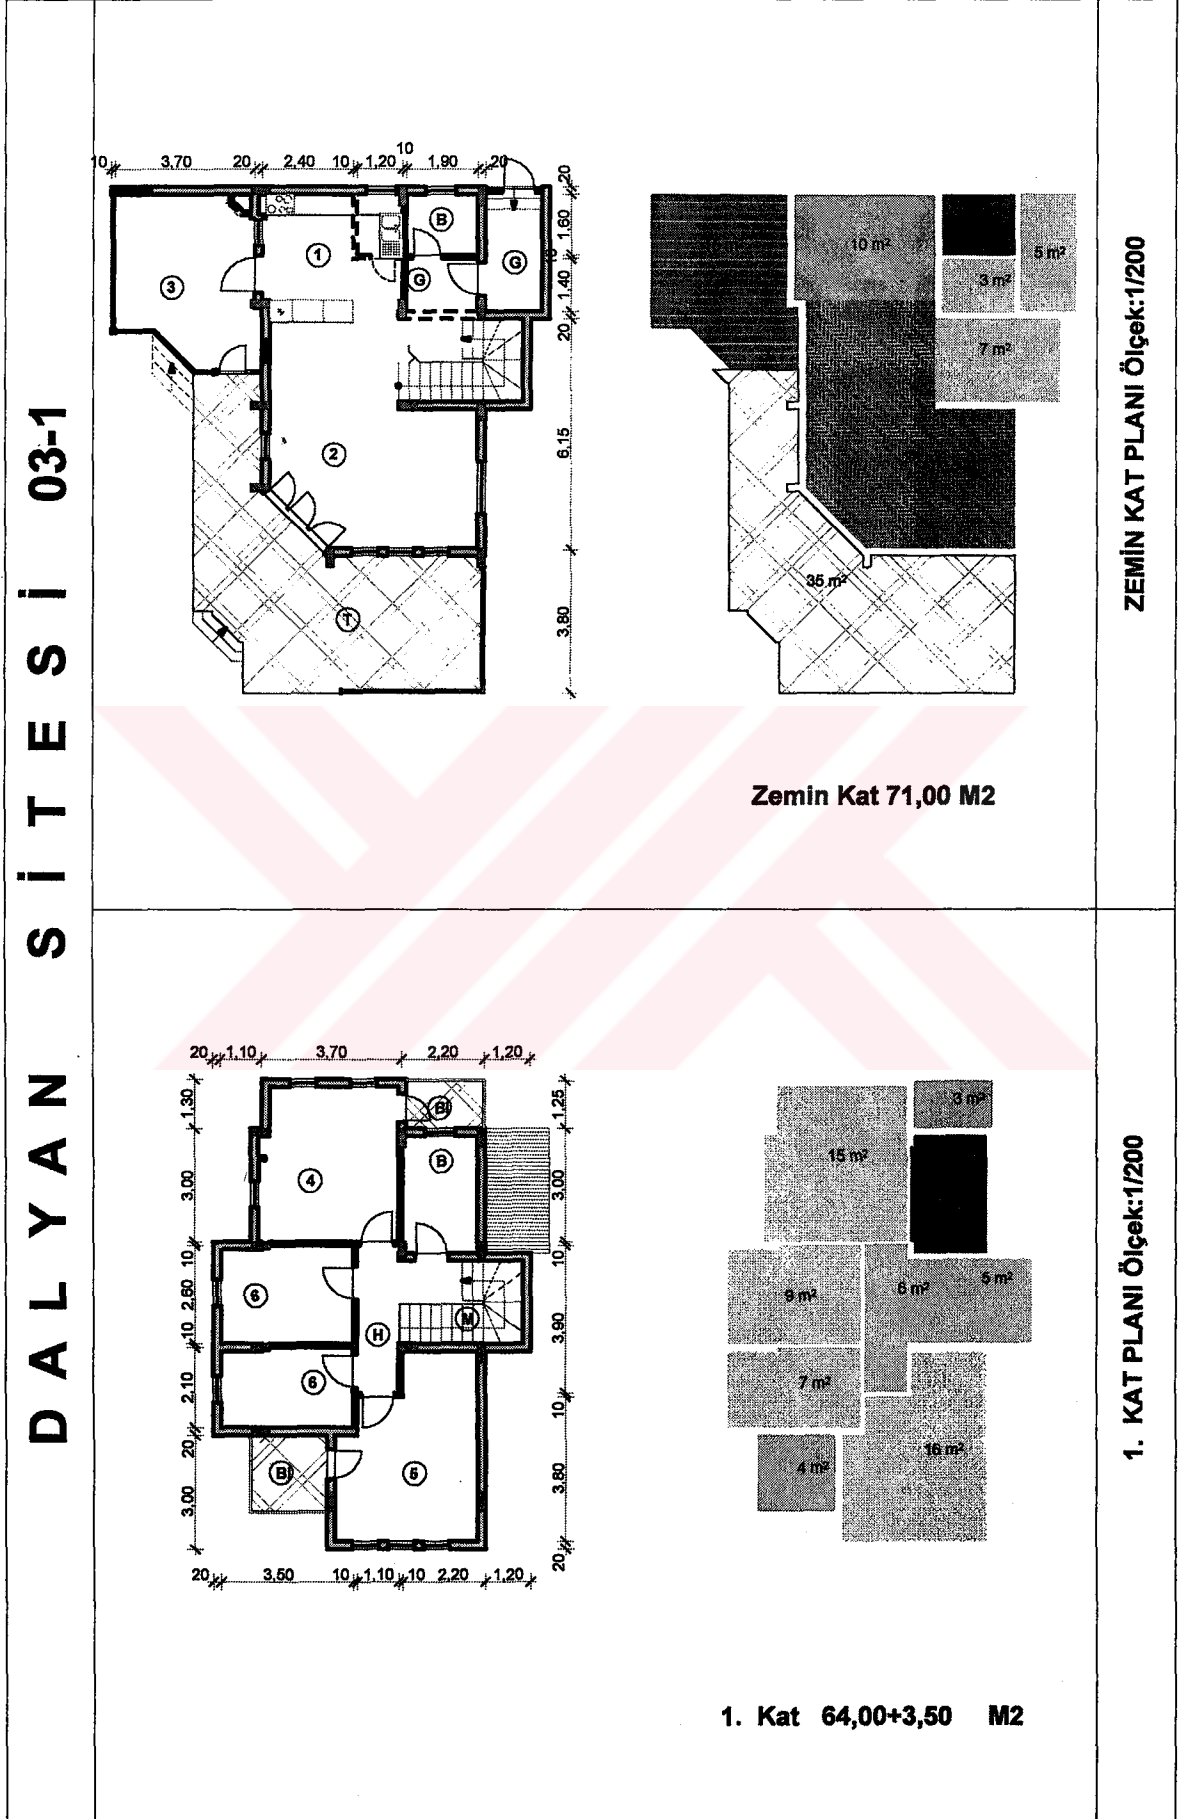 DALYAN SİTESİ 03-1
10 3,70 20 2,40 10 1,20 10 1,90 20
20
1,60
1,40
20
6,15
3,80
1
B
G
G
3
2
T
10 m²
5 m²
3 m²
7 m²
35 m²
Zemin Kat 71,00 M2
ZEMİN KAT PLANI Ölçek:1/200
20 1,10 3,70 2,20 1,20
1,30
3,00
10
2,60
10
2,10
20
3,00
1,25
3,00
10
3,90
10
3,80
20
B
B
4
6
M
H
6
B
5
20 3,50 10 1,10 10 2,20 1,20
3 m²
15 m²
9 m²
6 m²
5 m²
7 m²
16 m²
4 m²
1. Kat 64,00+3,50 M2
1. KAT PLANI Ölçek:1/200